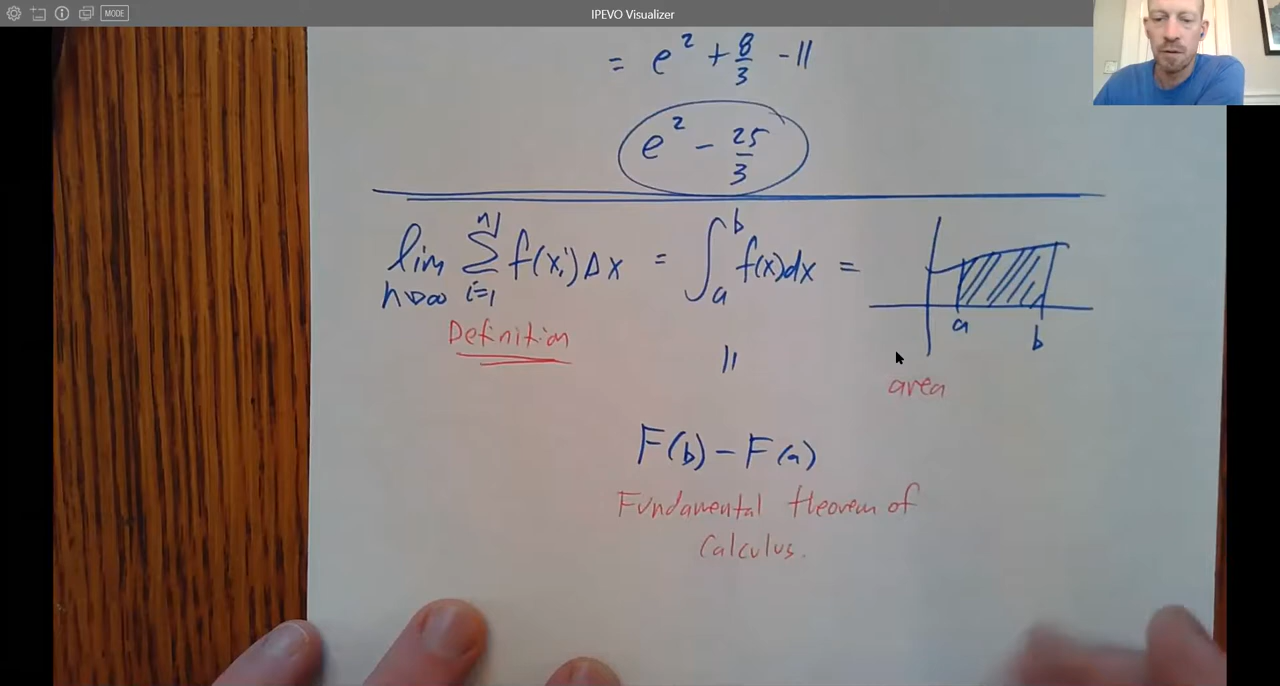 MODE
IPEVO Visualizer
= e² + 8/3 - 11
e² - 25/3
lim n→∞ n Σ i=1 f(xᵢ)Δx = ∫ₐᵇ f(x)dx =
a
b
Definition
||
area
F(b) - F(a)
Fundamental theorem of
Calculus.